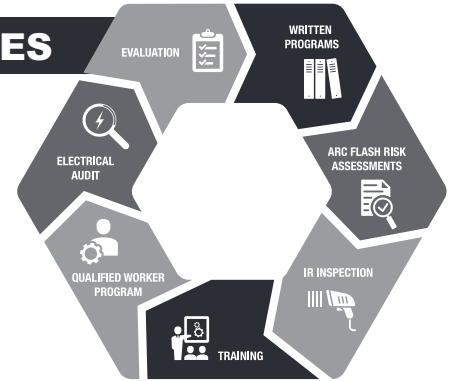 ES
EVALUATION
WRITTEN
PROGRAMS
ARC FLASH RISK
ASSESSMENTS
IR INSPECTION
TRAINING
QUALIFIED WORKER
PROGRAM
ELECTRICAL
AUDIT